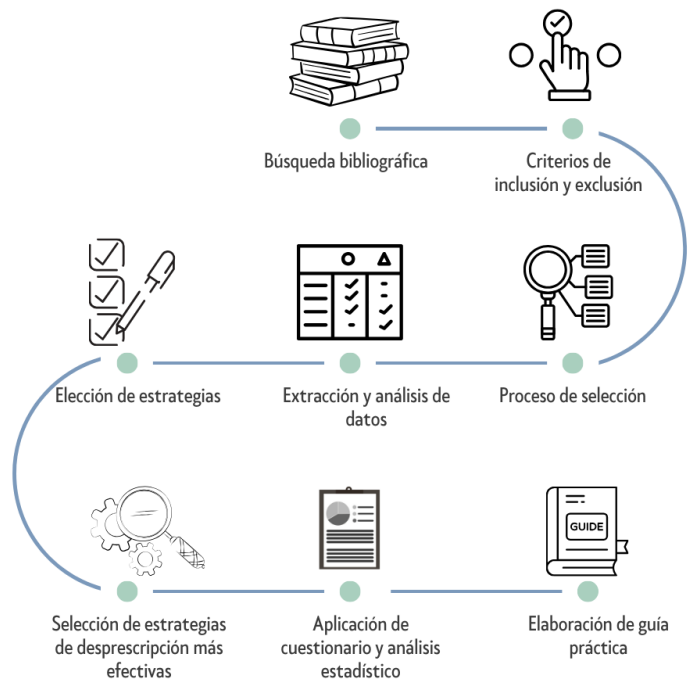 Búsqueda bibliográfica
Criterios de
inclusión y exclusión
Elección de estrategias
Extracción y análisis de
datos
Proceso de selección
GUIDE
Selección de estrategias
de desprescripción más
efectivas
Aplicación de
cuestionario y análisis
estadístico
Elaboración de guía
práctica